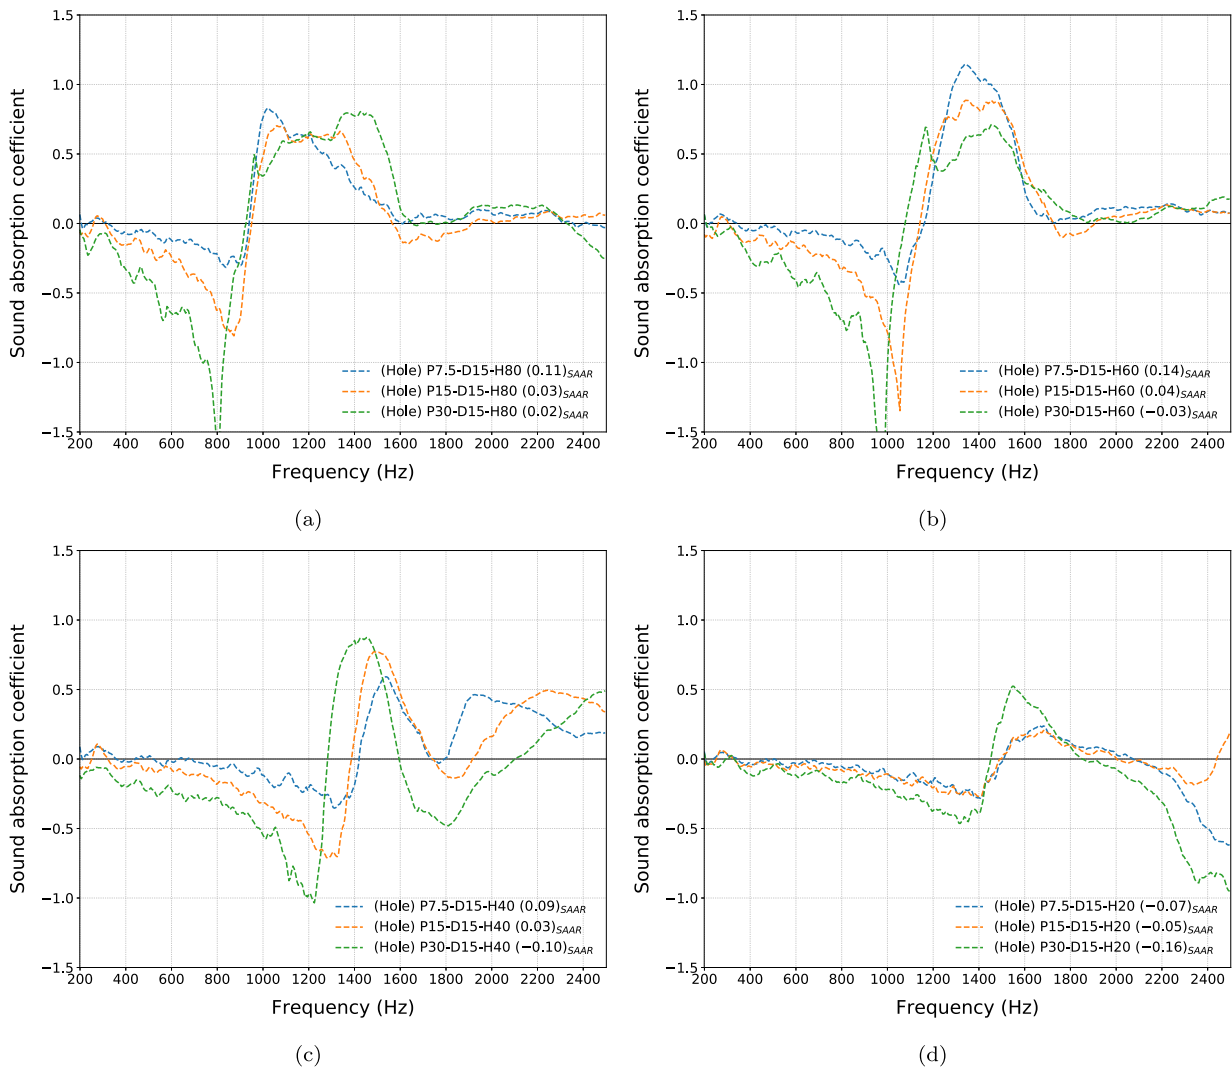 1.5
1.0
0.5
0.0
−0.5
−1.0
−1.5
Sound absorption coefficient
(Hole) P7.5-D15-H80 (0.11)SAAR
(Hole) P15-D15-H80 (0.03)SAAR
(Hole) P30-D15-H80 (0.02)SAAR
200 400 600 800 1000 1200 1400 1600 1800 2000 2200 2400
Frequency (Hz)
(a)
1.5
1.0
0.5
0.0
−0.5
−1.0
−1.5
Sound absorption coefficient
(Hole) P7.5-D15-H60 (0.14)SAAR
(Hole) P15-D15-H60 (0.04)SAAR
(Hole) P30-D15-H60 (−0.03)SAAR
200 400 600 800 1000 1200 1400 1600 1800 2000 2200 2400
Frequency (Hz)
(b)
1.5
1.0
0.5
0.0
−0.5
−1.0
−1.5
Sound absorption coefficient
(Hole) P7.5-D15-H40 (0.09)SAAR
(Hole) P15-D15-H40 (0.03)SAAR
(Hole) P30-D15-H40 (−0.10)SAAR
200 400 600 800 1000 1200 1400 1600 1800 2000 2200 2400
Frequency (Hz)
(c)
1.5
1.0
0.5
0.0
−0.5
−1.0
−1.5
Sound absorption coefficient
(Hole) P7.5-D15-H20 (−0.07)SAAR
(Hole) P15-D15-H20 (−0.05)SAAR
(Hole) P30-D15-H20 (−0.16)SAAR
200 400 600 800 1000 1200 1400 1600 1800 2000 2200 2400
Frequency (Hz)
(d)